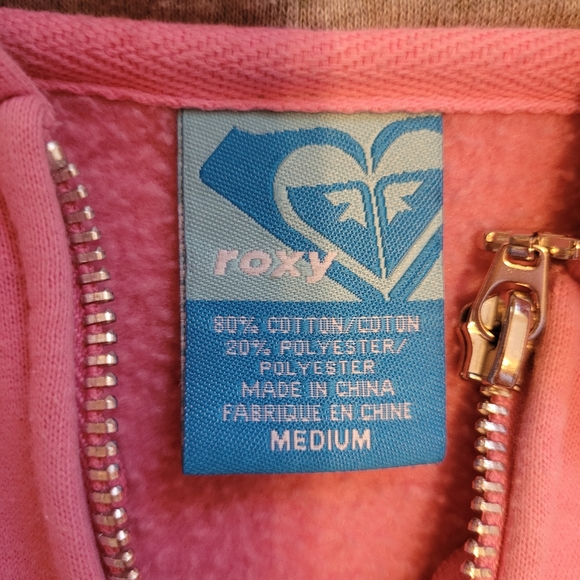 roxy
80% COTTON/COTON
20% POLYESTER/
POLYESTER
MADE IN CHINA
FABRIQUE EN CHINE
MEDIUM